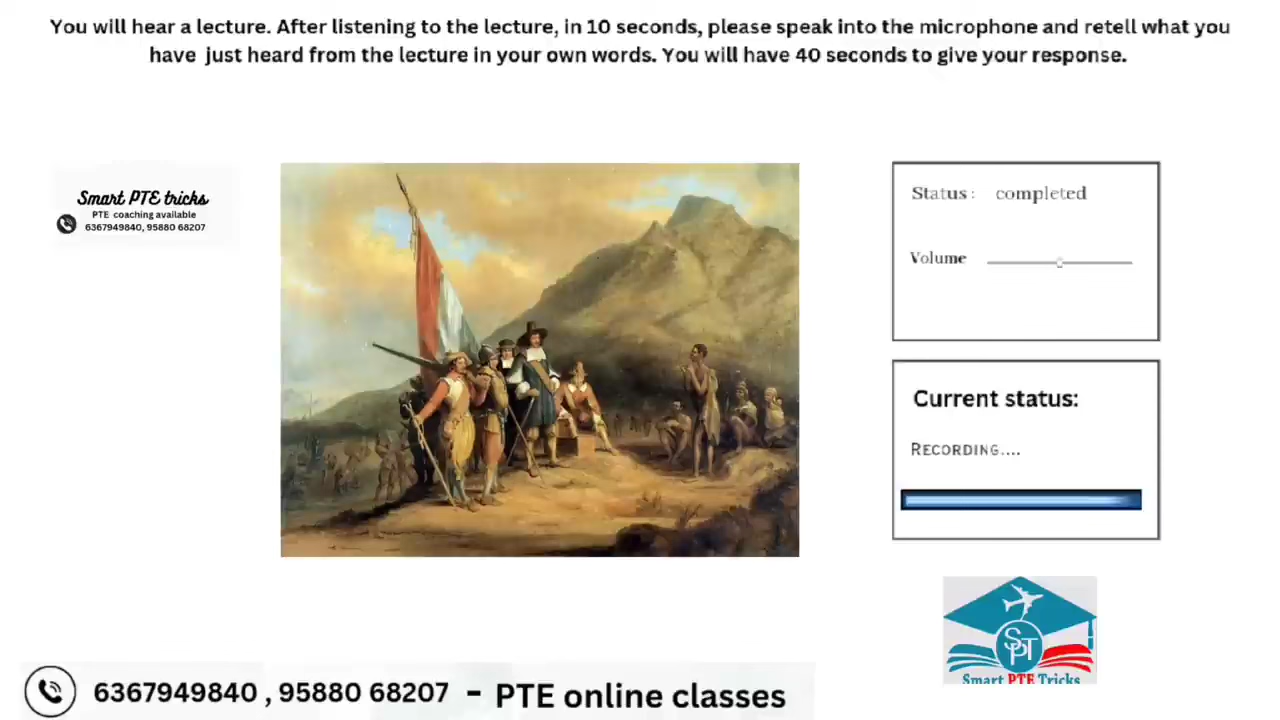 You will hear a lecture. After listening to the lecture, in 10 seconds, please speak into the microphone and retell what you
have just heard from the lecture in your own words. You will have 40 seconds to give your response.
Smart PTE tricks
PTE coaching available
6367949840, 95880 68207
Status: completed
Volume
Current status:
RECORDING....
SPT
Smart PTE Tricks
6367949840 , 95880 68207 - PTE online classes